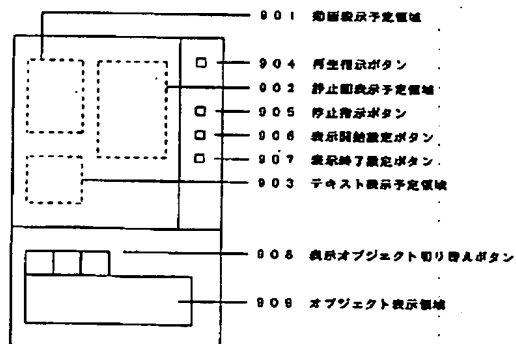 901 動画表示予定領域
904 再生指示ボタン
902 静止画表示予定領域
905 停止指示ボタン
906 表示開始設定ボタン
907 表示終了設定ボタン
903 テキスト表示予定領域
908 表示オブジェクト切り替えボタン
909 オブジェクト表示領域